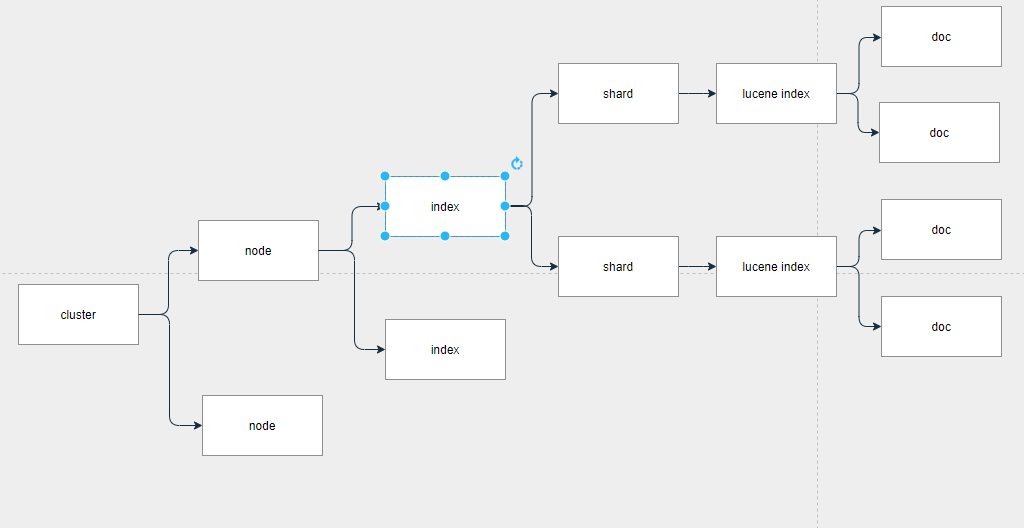 cluster
node
node
index
index
shard
shard
lucene index
lucene index
doc
doc
doc
doc